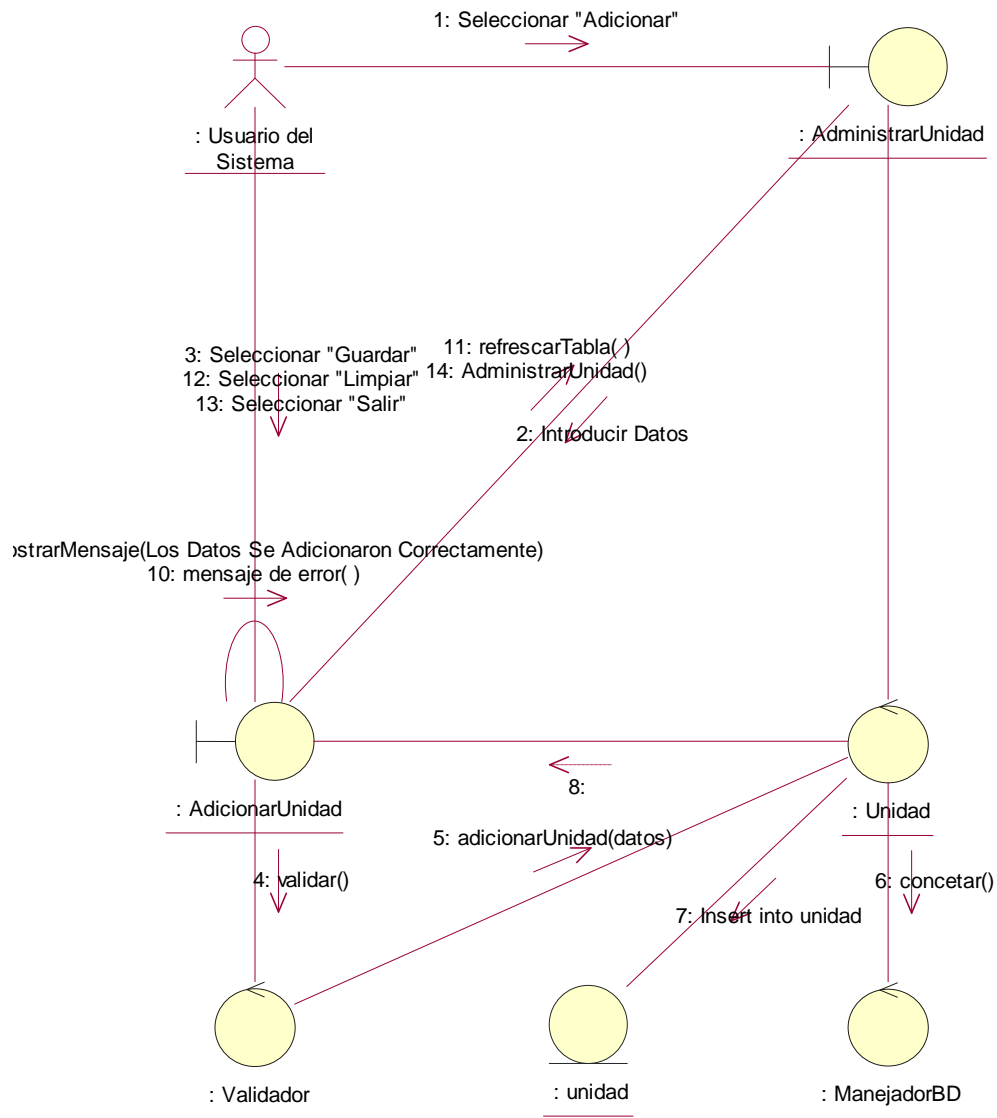 1: Seleccionar "Adicionar"
: Usuario del
Sistema
: AdministrarUnidad
3: Seleccionar "Guardar"
12: Seleccionar "Limpiar"
13: Seleccionar "Salir"
11: refrescarTabla( )
14: AdministrarUnidad()
2: Introducir Datos
ostrarMensaje(Los Datos Se Adicionaron Correctamente)
10: mensaje de error( )
8:
: AdicionarUnidad
: Unidad
5: adicionarUnidad(datos)
4: validar()
6: concetar()
7: Insert into unidad
: Validador
: unidad
: ManejadorBD